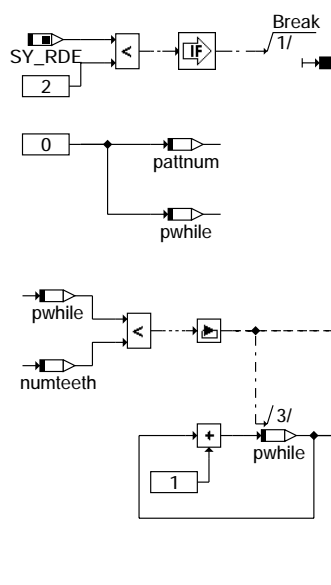 Break
1/
SY_RDE
<
IF
2
0
pattnum
pwhile
pwhile
<
numteeth
/3/
+
pwhile
1